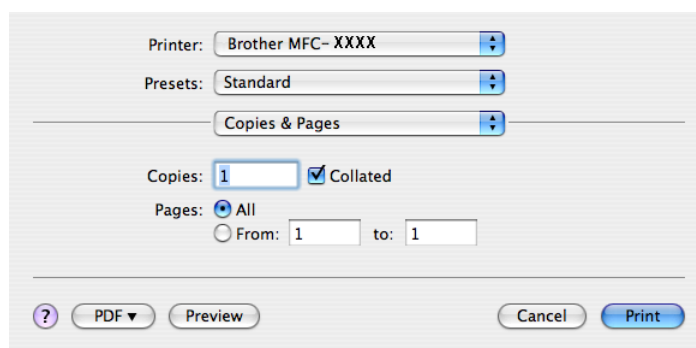 Printer: Brother MFC-XXXX
Presets: Standard
Copies & Pages
Copies: 1 Collated
Pages: All
From: 1 to: 1
? PDF ▼ Preview Cancel Print